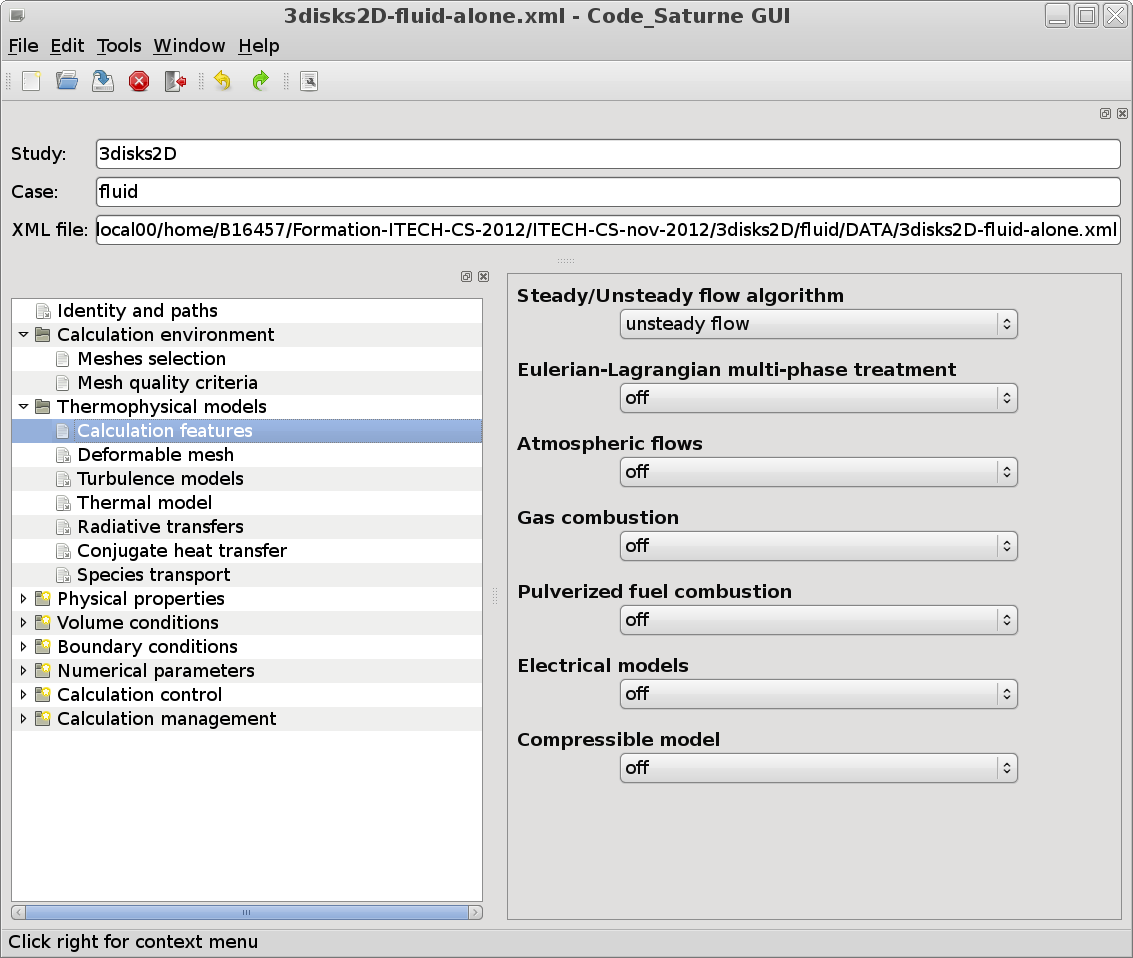 3disks2D-fluid-alone.xml - Code_Saturne GUI
File Edit Tools Window Help
Study: 3disks2D
Case: fluid
XML file: local00/home/B16457/Formation-ITECH-CS-2012/ITECH-CS-nov-2012/3disks2D/fluid/DATA/3disks2D-fluid-alone.xml
Identity and paths
Calculation environment
Meshes selection
Mesh quality criteria
Thermophysical models
Calculation features
Deformable mesh
Turbulence models
Thermal model
Radiative transfers
Conjugate heat transfer
Species transport
Physical properties
Volume conditions
Boundary conditions
Numerical parameters
Calculation control
Calculation management
Steady/Unsteady flow algorithm
unsteady flow
Eulerian-Lagrangian multi-phase treatment
off
Atmospheric flows
off
Gas combustion
off
Pulverized fuel combustion
off
Electrical models
off
Compressible model
off
Click right for context menu